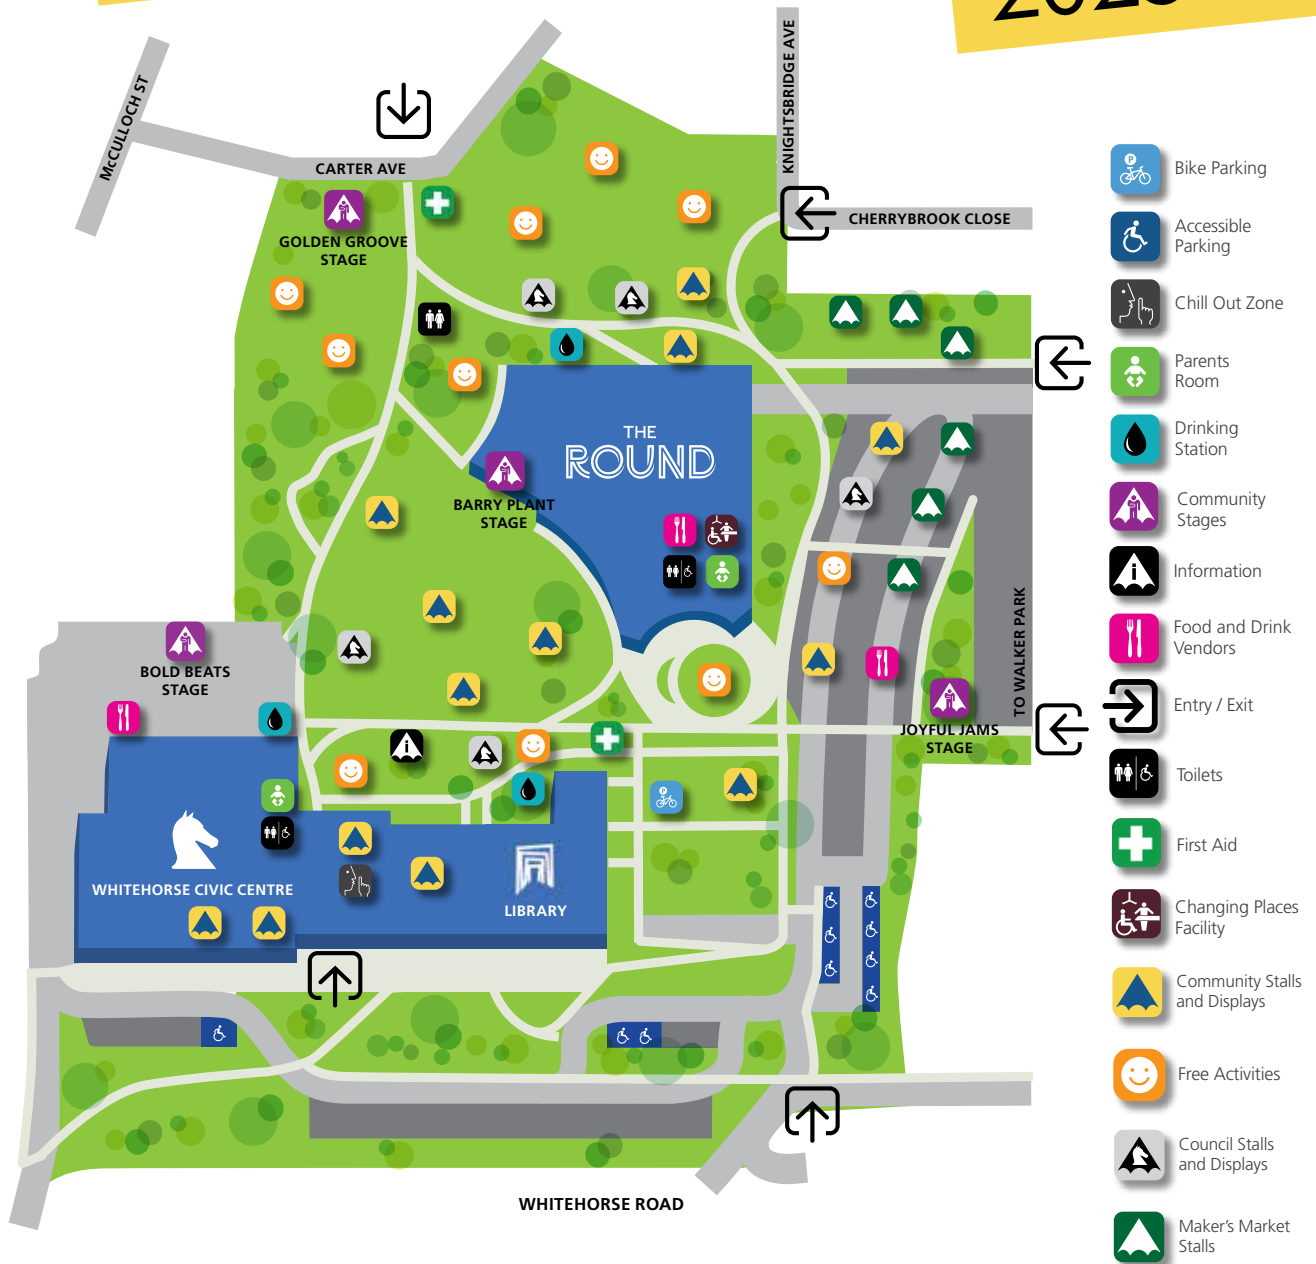 McCULLOCH ST
CARTER AVE
KNIGHTSBRIDGE AVE
CHERRYBROOK CLOSE
GOLDEN GROOVE
STAGE
THE
ROUND
BARRY PLANT
STAGE
BOLD BEATS
STAGE
TO WALKER PARK
JOYFUL JAMS
STAGE
WHITEHORSE CIVIC CENTRE
LIBRARY
WHITEHORSE ROAD
P
Bike Parking
Accessible
Parking
Chill Out Zone
Parents
Room
Drinking
Station
Community
Stages
i
Information
Food and Drink
Vendors
Entry / Exit
Toilets
First Aid
Changing Places
Facility
Community Stalls
and Displays
Free Activities
Council Stalls
and Displays
Maker's Market
Stalls